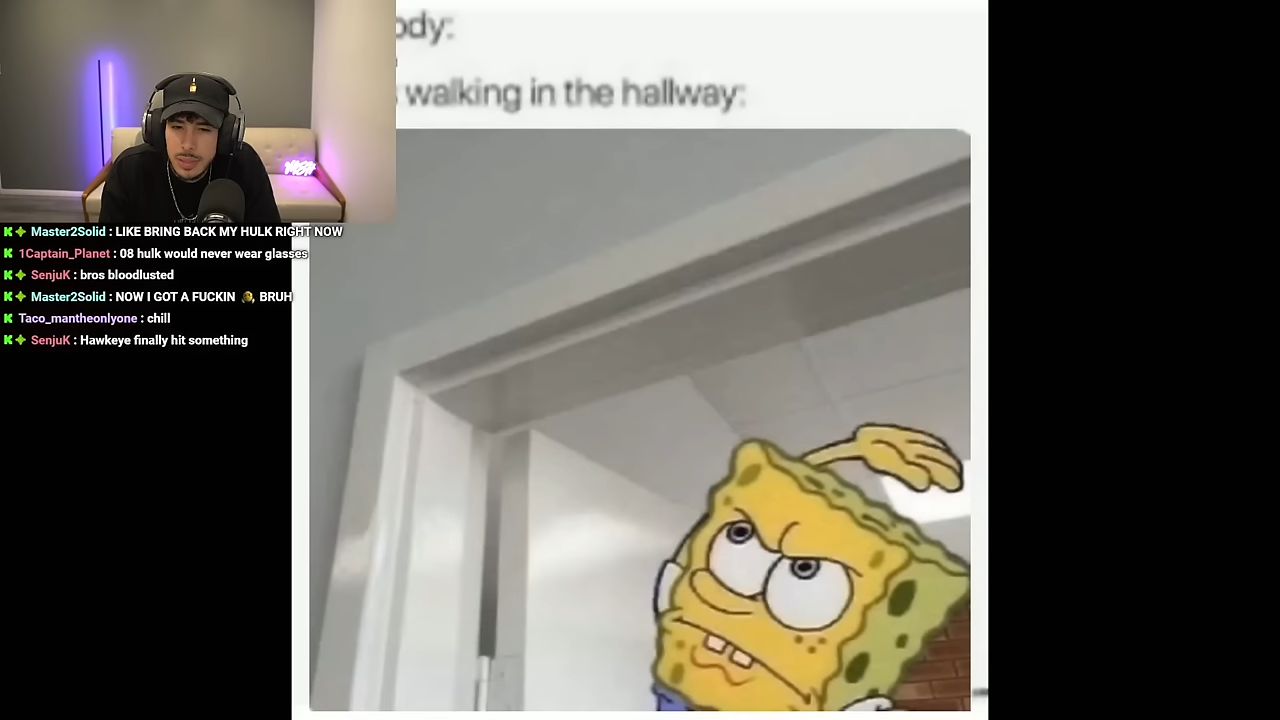 ody:
walking in the hallway:
Master2Solid : LIKE BRING BACK MY HULK RIGHT NOW
1Captain_Planet : 08 hulk would never wear glasses
SenjuK : bros bloodlusted
Master2Solid : NOW I GOT A FUCKIN BRUH
Taco_mantheonlyone : chill
SenjuK : Hawkeye finally hit something